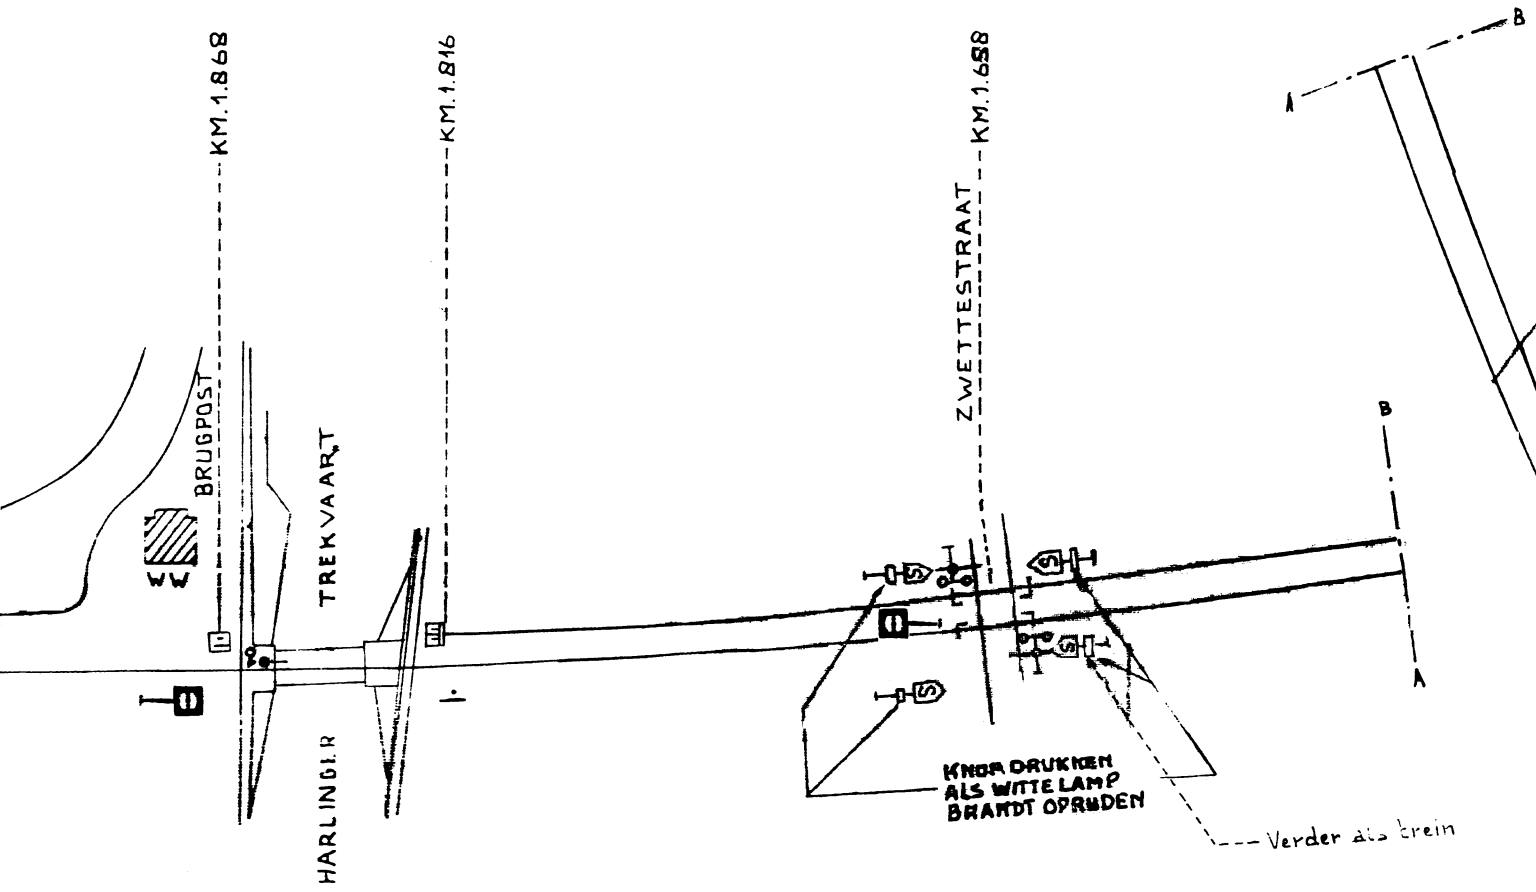 KM.1.868
KM.1.816
KM.1.688
B
A
ZWETTESTRAAT
BRUGPOST
TREKVAART
HARLINGER
WW
B
A
S
S
S
S
KNOP DRUKKEN
ALS WITTE LAMP
BRANDT OPRIJDEN
Verder als trein